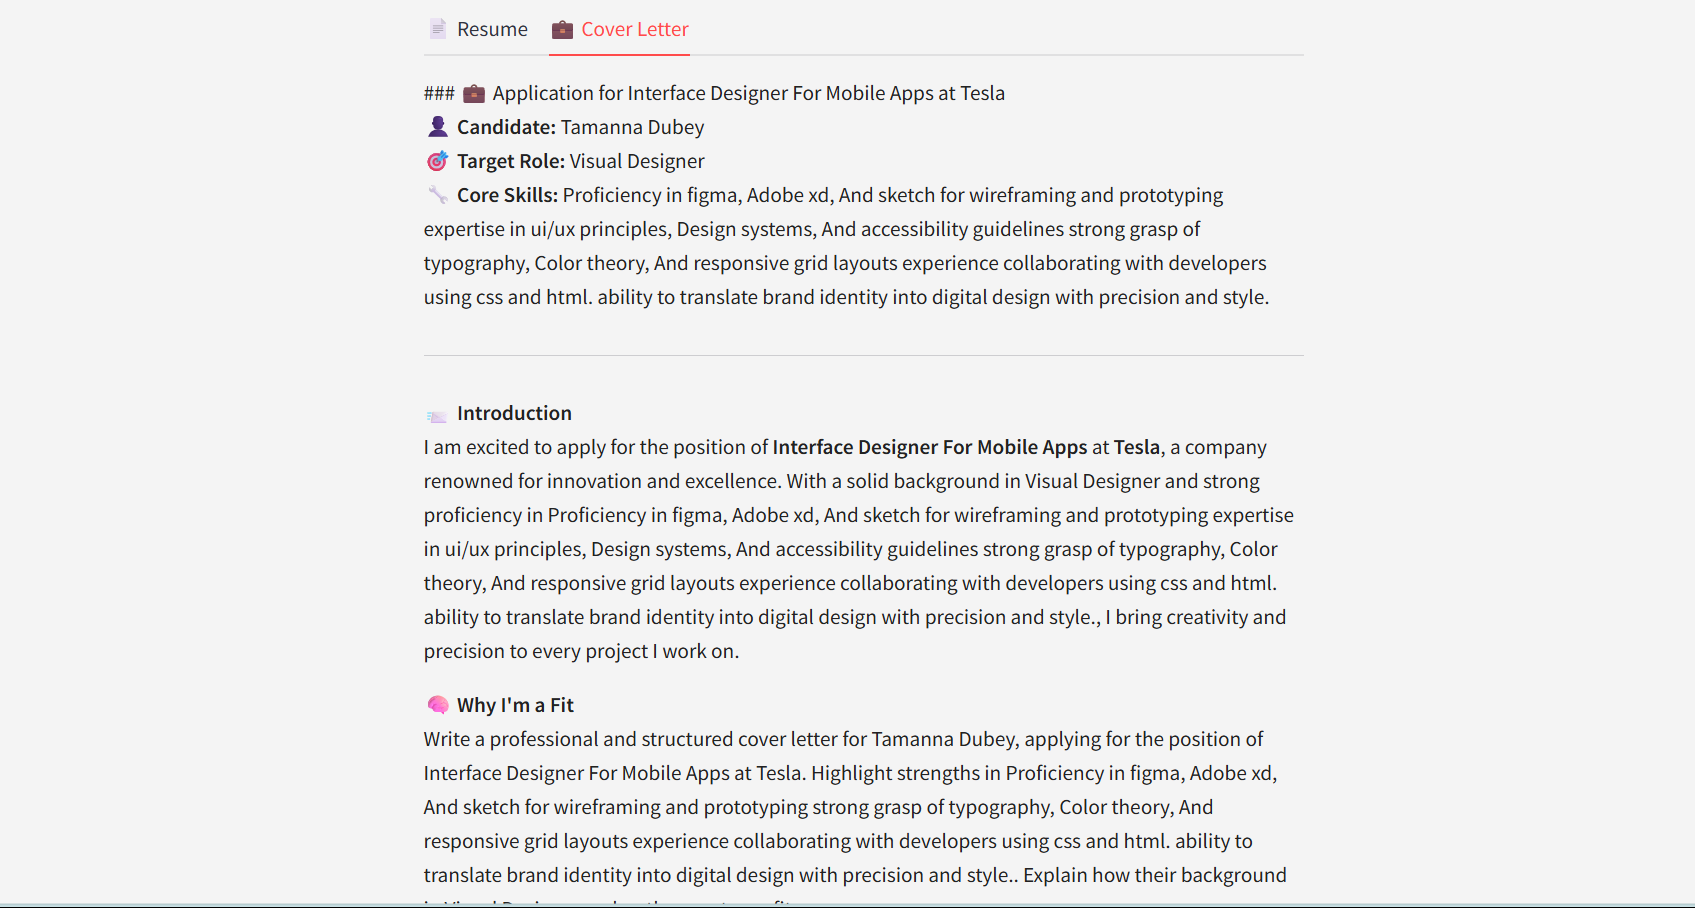 Resume Cover Letter
### Application for Interface Designer For Mobile Apps at Tesla
Candidate: Tamanna Dubey
Target Role: Visual Designer
Core Skills: Proficiency in figma, Adobe xd, And sketch for wireframing and prototyping
expertise in ui/ux principles, Design systems, And accessibility guidelines strong grasp of
typography, Color theory, And responsive grid layouts experience collaborating with developers
using css and html. ability to translate brand identity into digital design with precision and style.
Introduction
I am excited to apply for the position of Interface Designer For Mobile Apps at Tesla, a company
renowned for innovation and excellence. With a solid background in Visual Designer and strong
proficiency in Proficiency in figma, Adobe xd, And sketch for wireframing and prototyping expertise
in ui/ux principles, Design systems, And accessibility guidelines strong grasp of typography, Color
theory, And responsive grid layouts experience collaborating with developers using css and html.
ability to translate brand identity into digital design with precision and style., I bring creativity and
precision to every project I work on.
Why I'm a Fit
Write a professional and structured cover letter for Tamanna Dubey, applying for the position of
Interface Designer For Mobile Apps at Tesla. Highlight strengths in Proficiency in figma, Adobe xd,
And sketch for wireframing and prototyping strong grasp of typography, Color theory, And
responsive grid layouts experience collaborating with developers using css and html. ability to
translate brand identity into digital design with precision and style.. Explain how their background